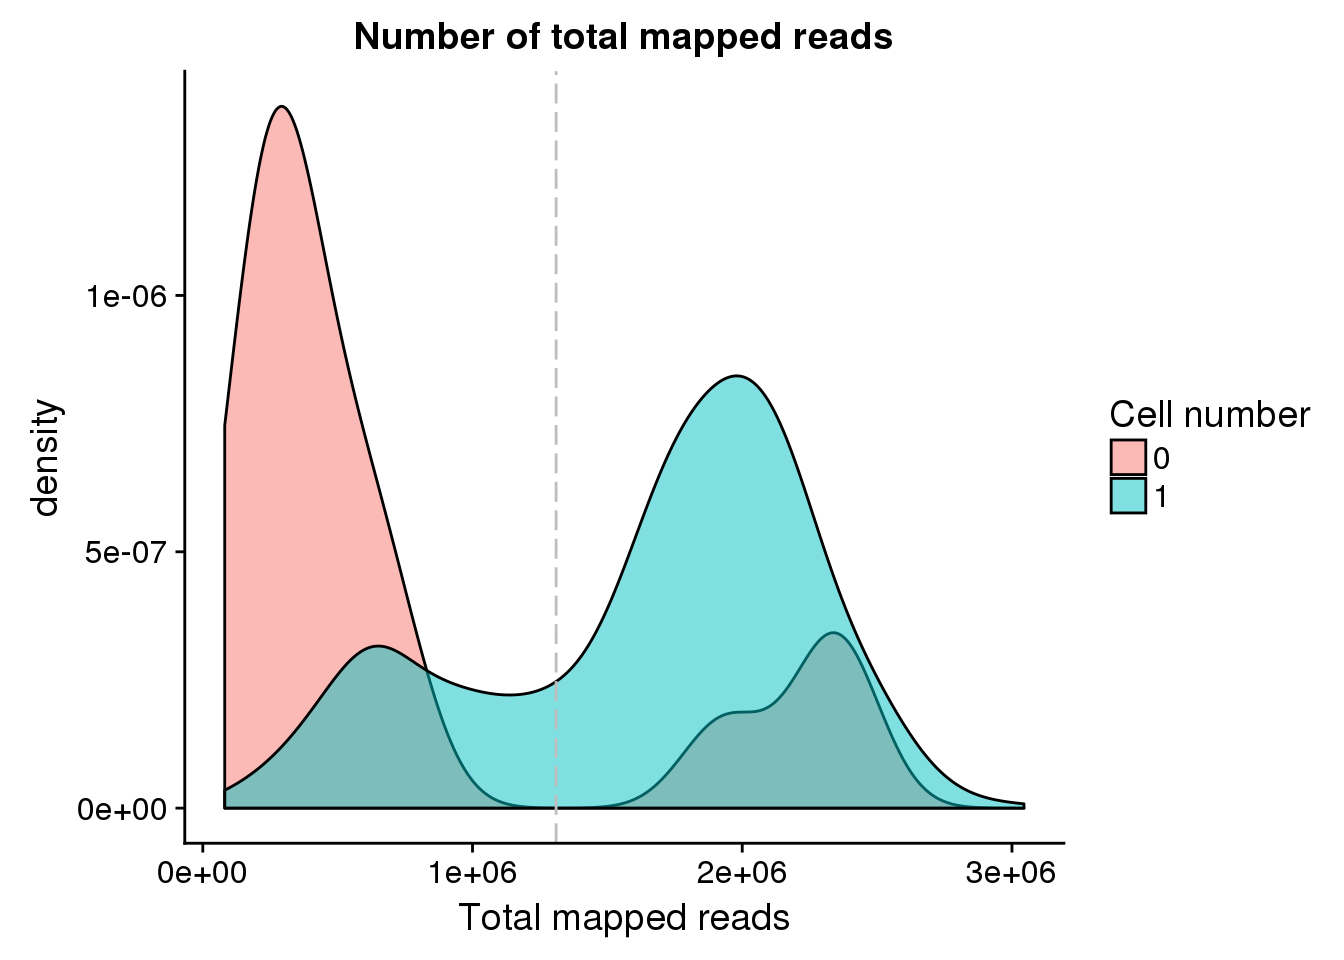 Number of total mapped reads
1e-06
5e-07
0e+00
density
0e+00 1e+06 2e+06 3e+06
Total mapped reads
Cell number
0
1